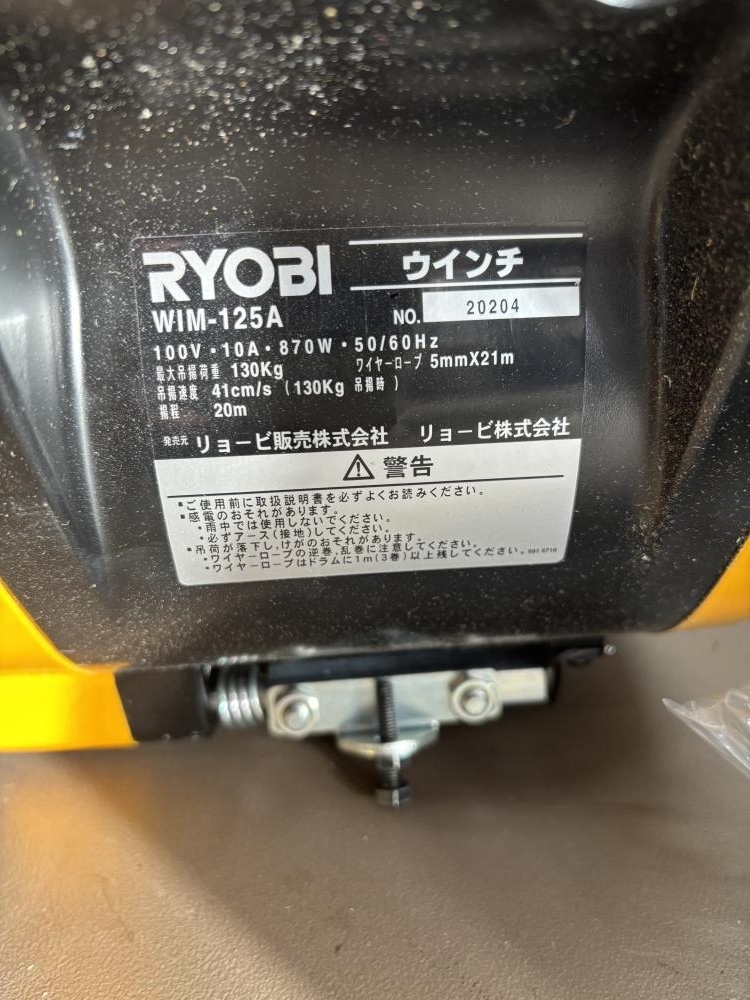 RYOBI ウインチ
WIM-125A NO. 20204
100V・10A・870W・50/60Hz
最大吊揚荷重 130Kg ワイヤーロープ 5mmX21m
吊揚速度 41cm/s (130Kg 吊揚時)
揚程 20m
発売元 リョービ販売株式会社 リョービ株式会社
⚠ 警告
■ご使用前に取扱説明書を必ずよくお読みください。
■感電のおそれがあります。
・雨中では使用しないでください。
・必ずアース(接地)してください。
■吊荷が落下し、けがのおそれがあります。
・ワイヤーロープの逆巻,乱巻に注意してください。
・ワイヤーロープはドラムに1m(3巻)以上残してください。